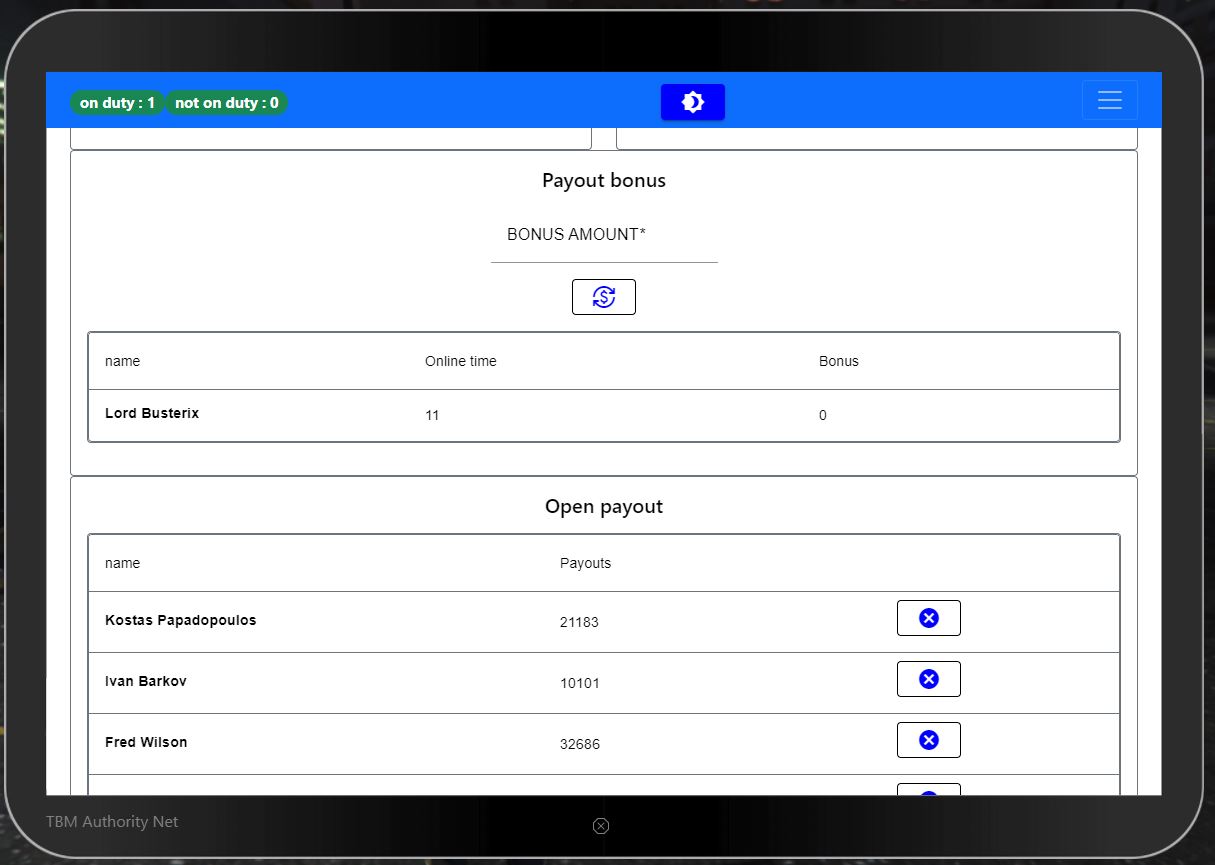 on duty : 1 not on duty : 0
Payout bonus
BONUS AMOUNT*
name Online time Bonus
Lord Busterix 11 0
Open payout
name Payouts
Kostas Papadopoulos 21183
Ivan Barkov 10101
Fred Wilson 32686
TBM Authority Net